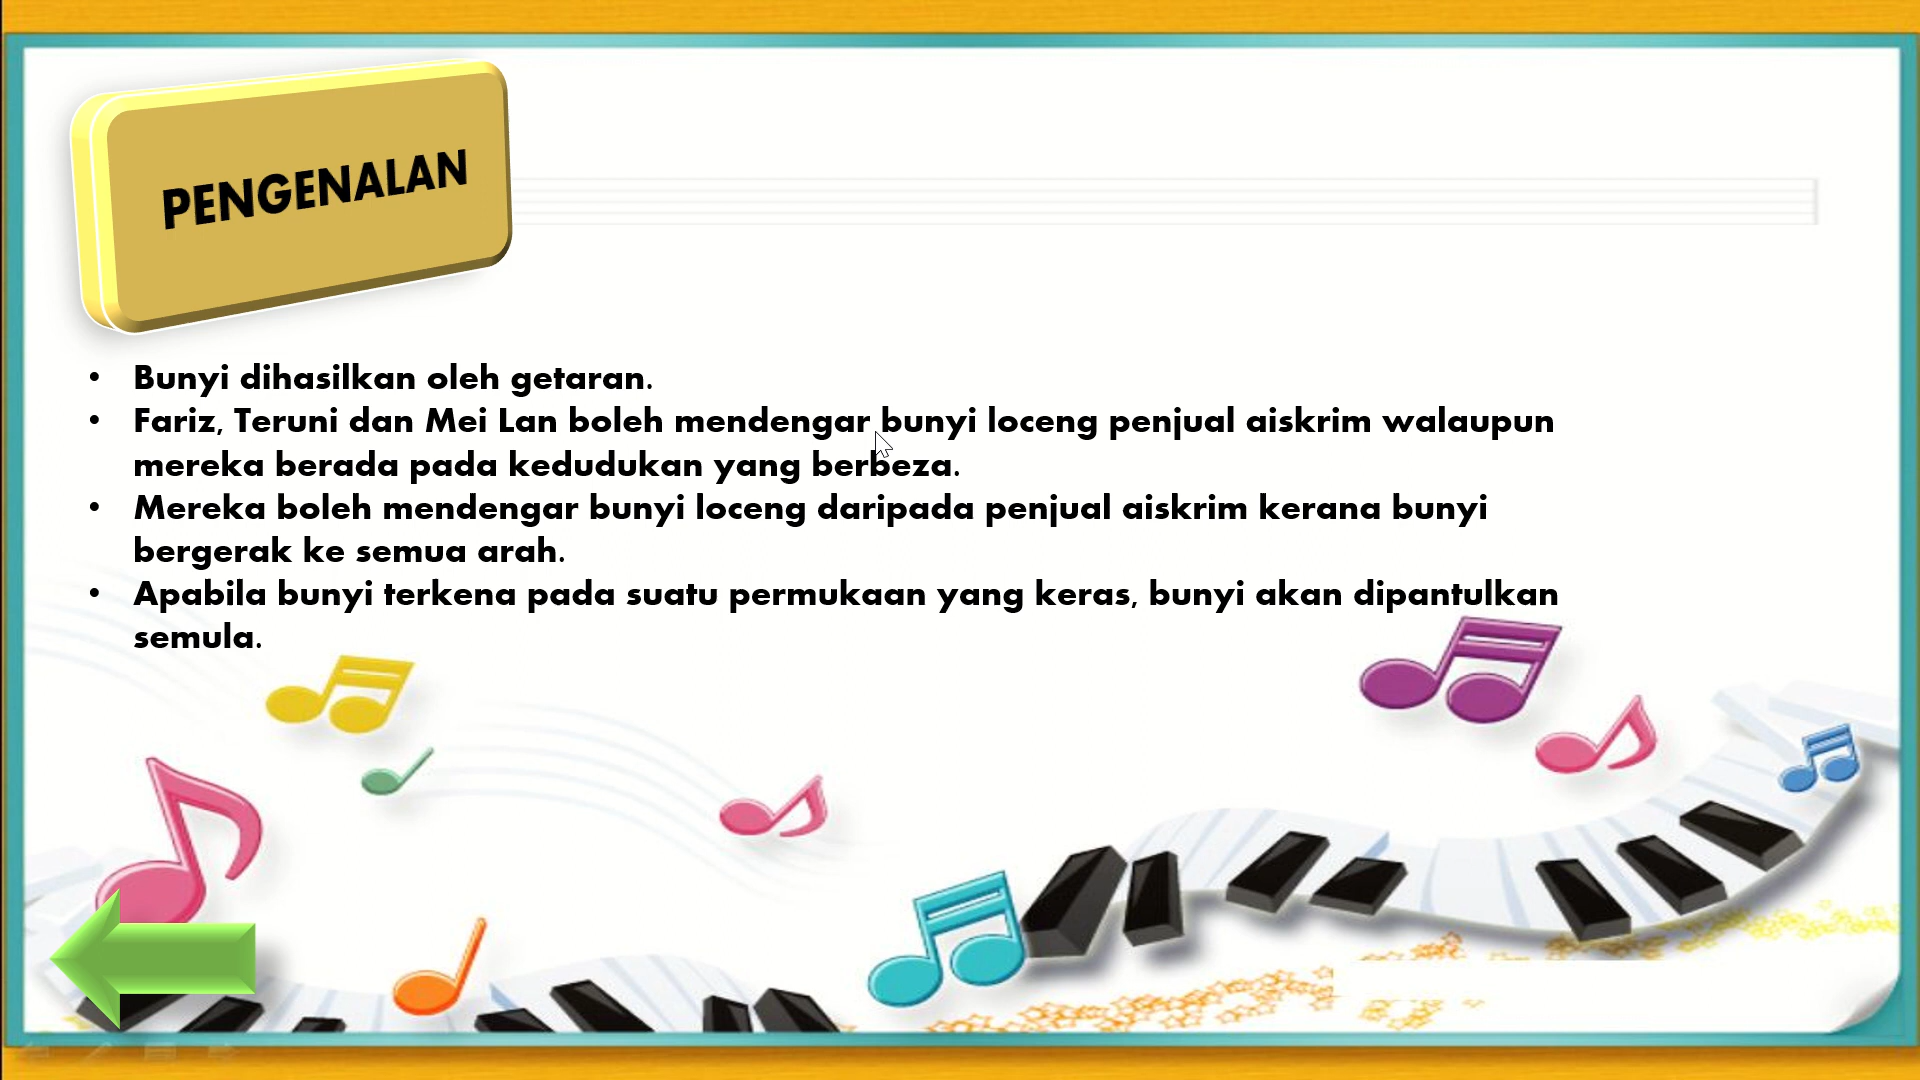 PENGENALAN
• Bunyi dihasilkan oleh getaran.
• Fariz, Teruni dan Mei Lan boleh mendengar bunyi loceng penjual aiskrim walaupun
mereka berada pada kedudukan yang berbeza.
• Mereka boleh mendengar bunyi loceng daripada penjual aiskrim kerana bunyi
bergerak ke semua arah.
• Apabila bunyi terkena pada suatu permukaan yang keras, bunyi akan dipantulkan
semula.